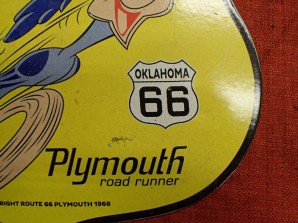 OKLAHOMA
66
Plymouth
road runner
RIGHT ROUTE 66 PLYMOUTH 1968